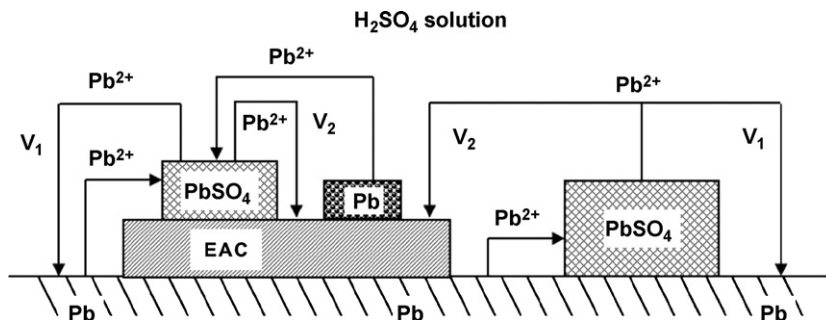 H₂SO₄ solution
Pb²⁺
Pb²⁺
Pb²⁺
V₁
Pb²⁺
V₂
V₂
V₁
Pb²⁺
PbSO₄
Pb
Pb²⁺
PbSO₄
EAC
Pb
Pb
Pb